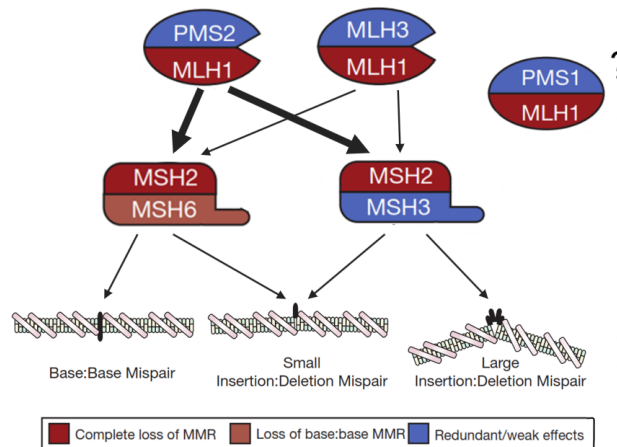 PMS2
MLH1
MLH3
MLH1
PMS1
MLH1
?
MSH2
MSH6
MSH2
MSH3
Base:Base Mispair
Small
Insertion:Deletion Mispair
Large
Insertion:Deletion Mispair
Complete loss of MMR
Loss of base:base MMR
Redundant/weak effects